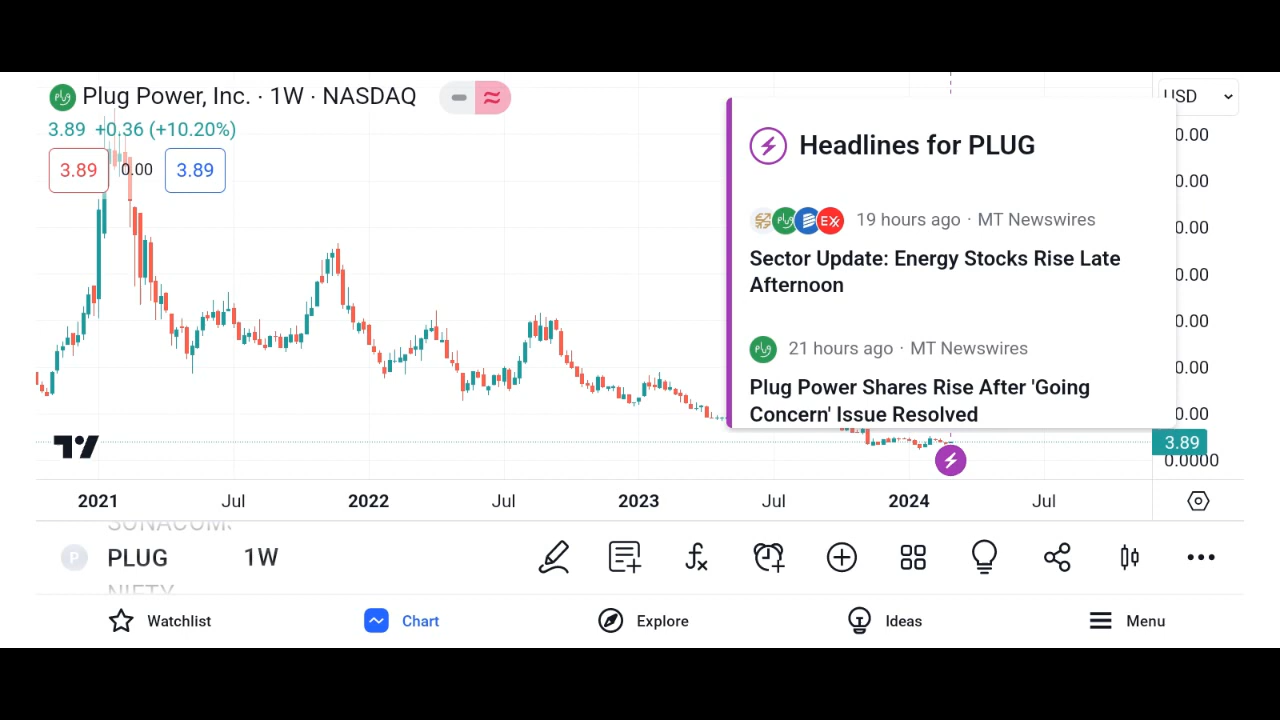 Plug Power, Inc. · 1W · NASDAQ
USD
3.89 +0.36 (+10.20%)
3.89
0.00
3.89
Headlines for PLUG
19 hours ago · MT Newswires
Sector Update: Energy Stocks Rise Late
Afternoon
21 hours ago · MT Newswires
Plug Power Shares Rise After 'Going
Concern' Issue Resolved
0.00
0.00
0.00
0.00
0.00
0.00
0.00
3.89
0.0000
2021 Jul 2022 Jul 2023 Jul 2024 Jul
P PLUG 1W
NIFTY
Watchlist Chart Explore Ideas Menu